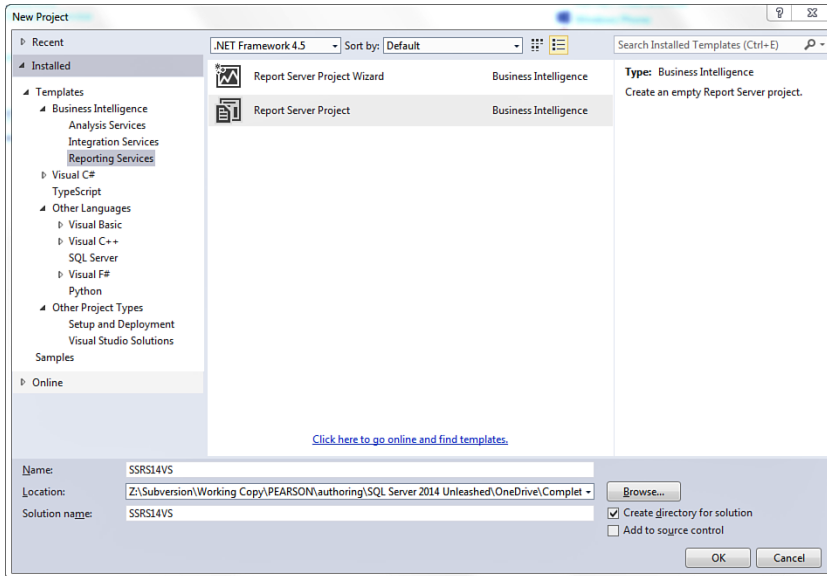 New Project
Recent
Installed
Templates
Business Intelligence
Analysis Services
Integration Services
Reporting Services
Visual C#
TypeScript
Other Languages
Visual Basic
Visual C++
SQL Server
Visual F#
Python
Other Project Types
Setup and Deployment
Visual Studio Solutions
Samples
Online
.NET Framework 4.5
Sort by: Default
Report Server Project Wizard Business Intelligence
Report Server Project Business Intelligence
Click here to go online and find templates.
Search Installed Templates (Ctrl+E)
Type: Business Intelligence
Create an empty Report Server project.
Name: SSRS14VS
Location: Z:\Subversion\Working Copy\PEARSON\authoring\SQL Server 2014 Unleashed\OneDrive\Complet
Browse...
Solution name: SSRS14VS
Create directory for solution
Add to source control
OK
Cancel